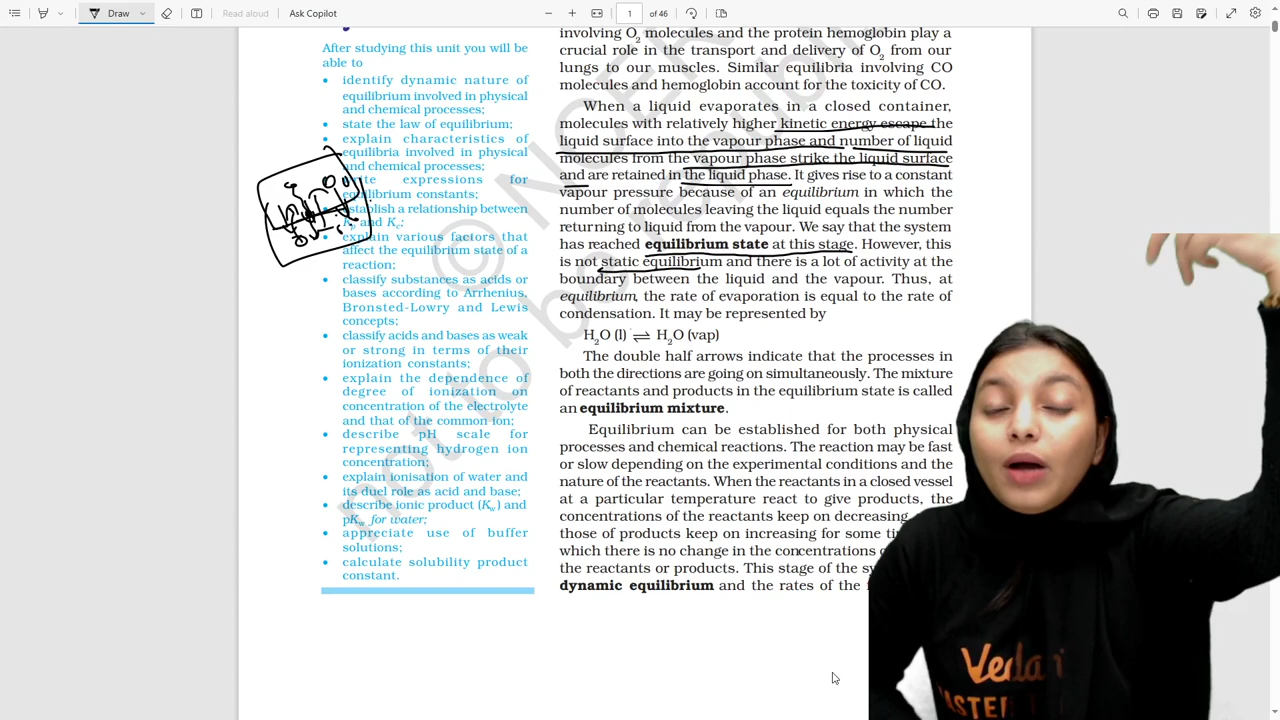 Draw
Read aloud
Ask Copilot
1
of 46
After studying this unit you will be
able to
• identify dynamic nature of
equilibrium involved in physical
and chemical processes;
• state the law of equilibrium;
• explain characteristics of
equilibria involved in physical
and chemical processes;
expressions for
equilibrium constants;
establish a relationship between
and Kc;
• explain various factors that
affect the equilibrium state of a
reaction;
• classify substances as acids or
bases according to Arrhenius,
Bronsted-Lowry and Lewis
concepts;
• classify acids and bases as weak
or strong in terms of their
ionization constants;
• explain the dependence of
degree of ionization on
concentration of the electrolyte
and that of the common ion;
• describe pH scale for
representing hydrogen ion
concentration;
• explain ionisation of water and
its duel role as acid and base;
• describe ionic product (Kw) and
pKw for water;
• appreciate use of buffer
solutions;
• calculate solubility product
constant.
involving O2 molecules and the protein hemoglobin play a
crucial role in the transport and delivery of O2 from our
lungs to our muscles. Similar equilibria involving CO
molecules and hemoglobin account for the toxicity of CO.
When a liquid evaporates in a closed container,
molecules with relatively higher kinetic energy escape the
liquid surface into the vapour phase and number of liquid
molecules from the vapour phase strike the liquid surface
and are retained in the liquid phase. It gives rise to a constant
vapour pressure because of an equilibrium in which the
number of molecules leaving the liquid equals the number
returning to liquid from the vapour. We say that the system
has reached equilibrium state at this stage. However, this
is not static equilibrium and there is a lot of activity at the
boundary between the liquid and the vapour. Thus, at
equilibrium, the rate of evaporation is equal to the rate of
condensation. It may be represented by
H2O (l) ⇌ H2O (vap)
The double half arrows indicate that the processes in
both the directions are going on simultaneously. The mixture
of reactants and products in the equilibrium state is called
an equilibrium mixture.
Equilibrium can be established for both physical
processes and chemical reactions. The reaction may be fast
or slow depending on the experimental conditions and the
nature of the reactants. When the reactants in a closed vessel
at a particular temperature react to give products, the
concentrations of the reactants keep on decreasing,
those of products keep on increasing for some
which there is no change in the concentrations
the reactants or products. This stage of the
dynamic equilibrium and the rates of the
© NCER
not to be republ